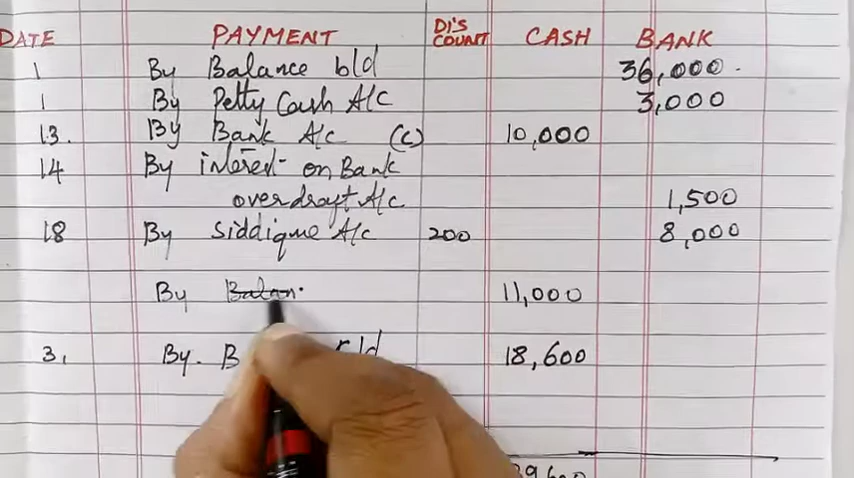 DATE PAYMENT DI'S COUNT CASH BANK
1 By Balance b/d 36,000
1 By Petty Cash A/c 3,000
13. By Bank A/c (c) 10,000
14 By interest on Bank
overdraft A/c 1,500
18 By Siddique A/c 200 8,000
By Balan 11,000
31 By. B 18,600